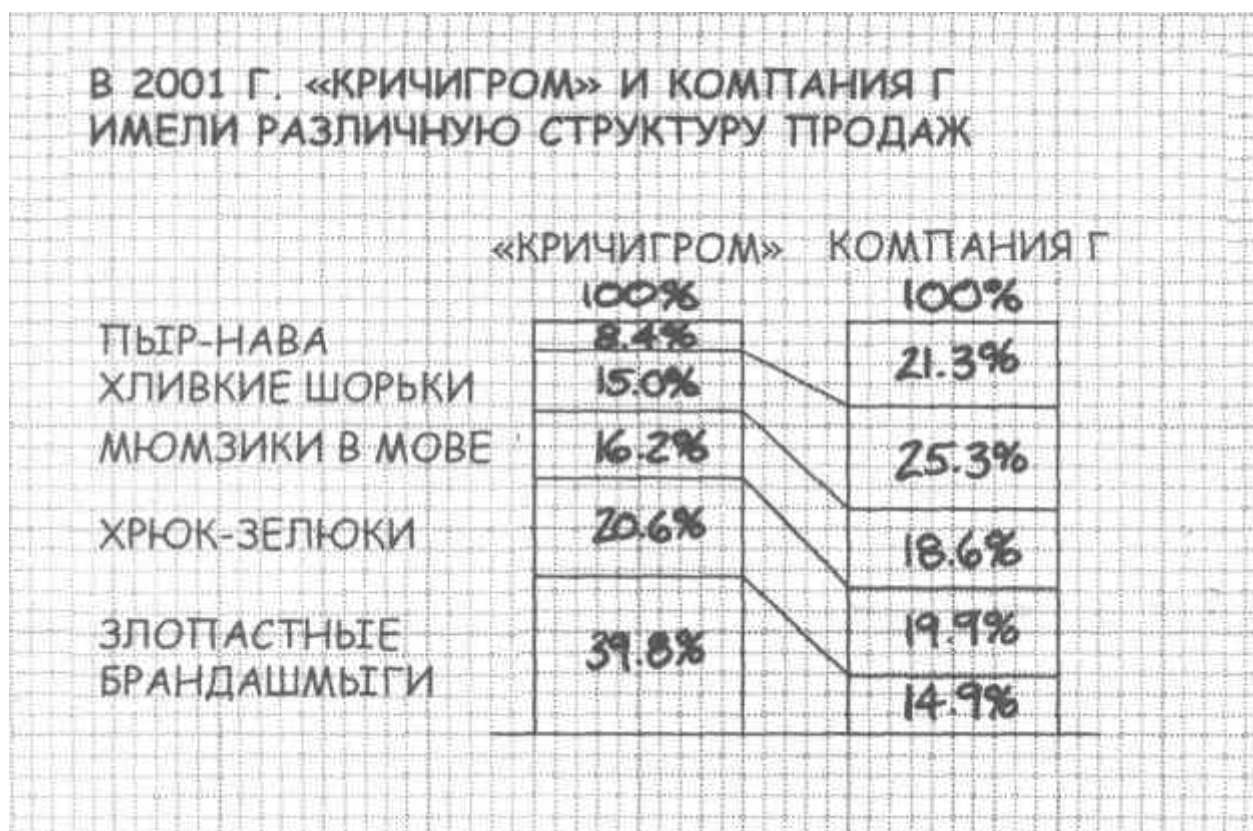 В 2001 Г. «КРИЧИГРОМ» И КОМПАНИЯ Г
ИМЕЛИ РАЗЛИЧНУЮ СТРУКТУРУ ПРОДАЖ
«КРИЧИГРОМ» КОМПАНИЯ Г
100% 100%
ПЫР-НАВА 8.4% 21.3%
ХЛИВКИЕ ШОРЬКИ 15.0%
МЮМЗИКИ В МОВЕ 16.2% 25.3%
ХРЮК-ЗЕЛЮКИ 20.6% 18.6%
ЗЛОПАСТНЫЕ 39.8% 19.9%
БРАНДАШМЫГИ 14.9%